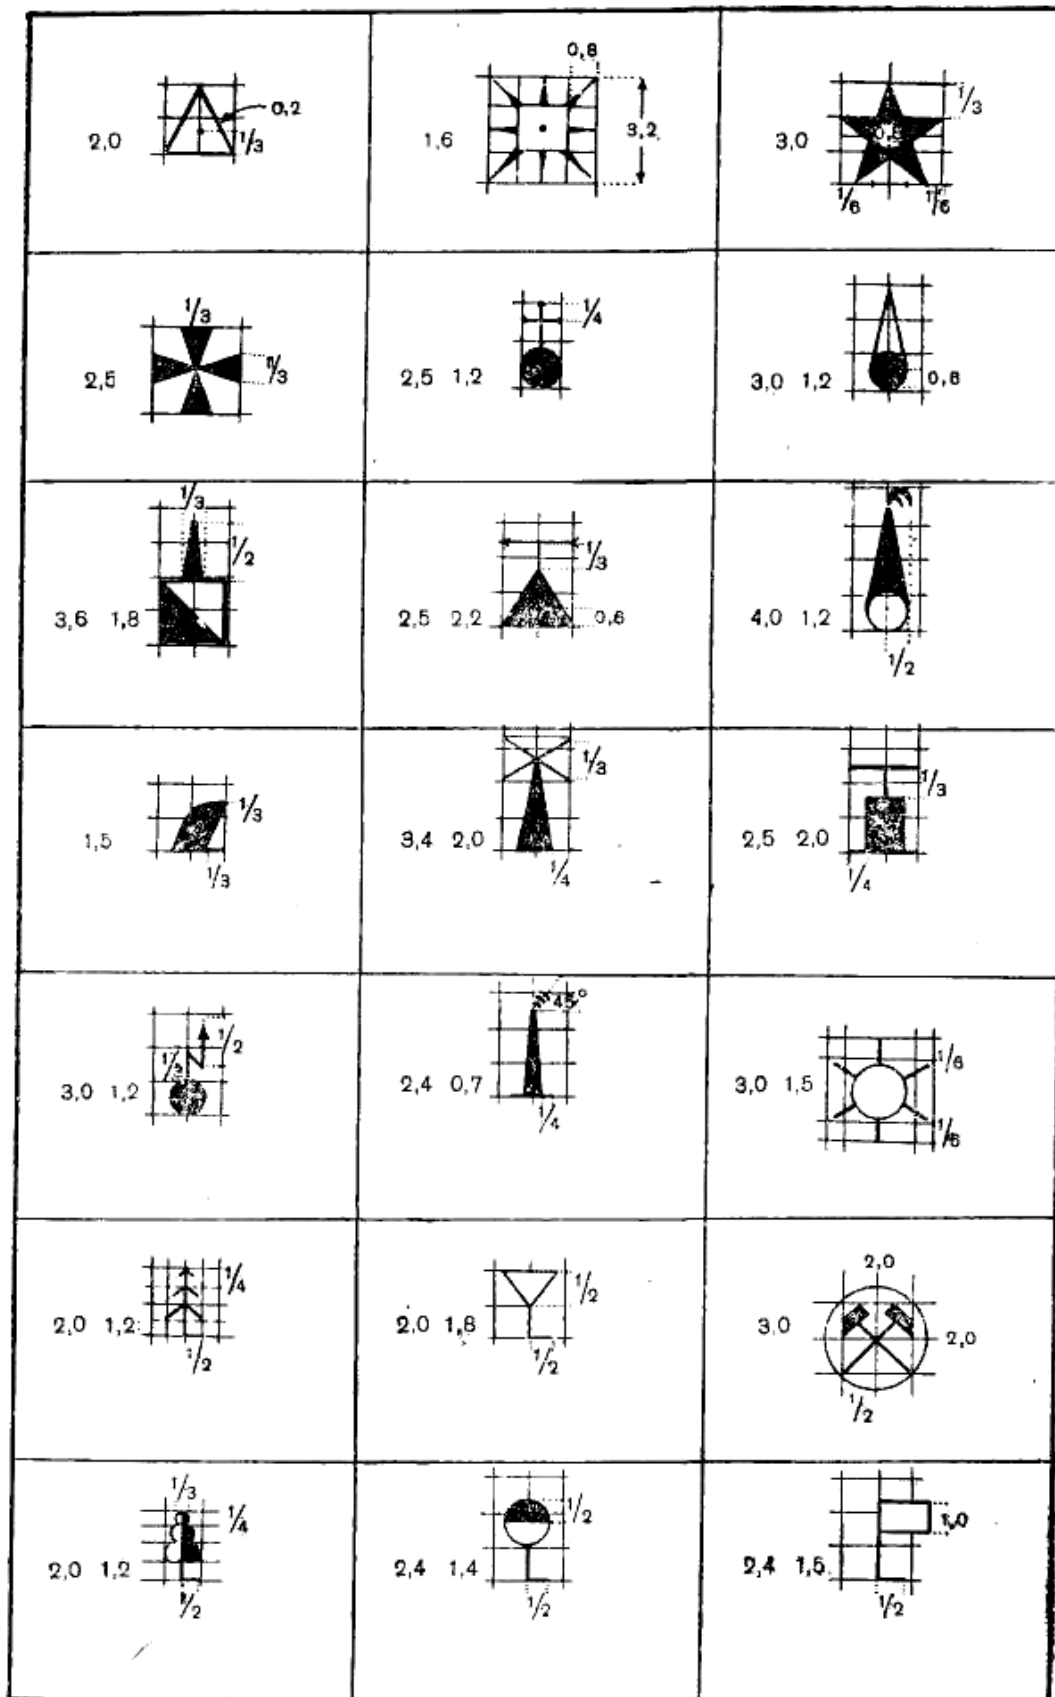 2,0 0,2 1/3
1,6 0,8 3,2
3,0 1/3 1/6 1/6
2,5 1/3 1/3
2,5 1,2 1/4
3,0 1,2 0,8
3,6 1,8 1/3 1/2
2,5 2,2 1/3 0,6
4,0 1,2 1/2
1,5 1/3 1/3
3,4 2,0 1/3 1/4
2,5 2,0 1/3 1/4
3,0 1,2 1/2
2,4 0,7 45° 1/4
3,0 1,5 1/6 1/6
2,0 1,2 1/4 1/2
2,0 1,8 1/2 1/2
3,0 2,0 2,0 1/2
2,0 1,2 1/3 1/4 1/2
2,4 1,4 1/2 1/2
2,4 1,5 1,0 1/2